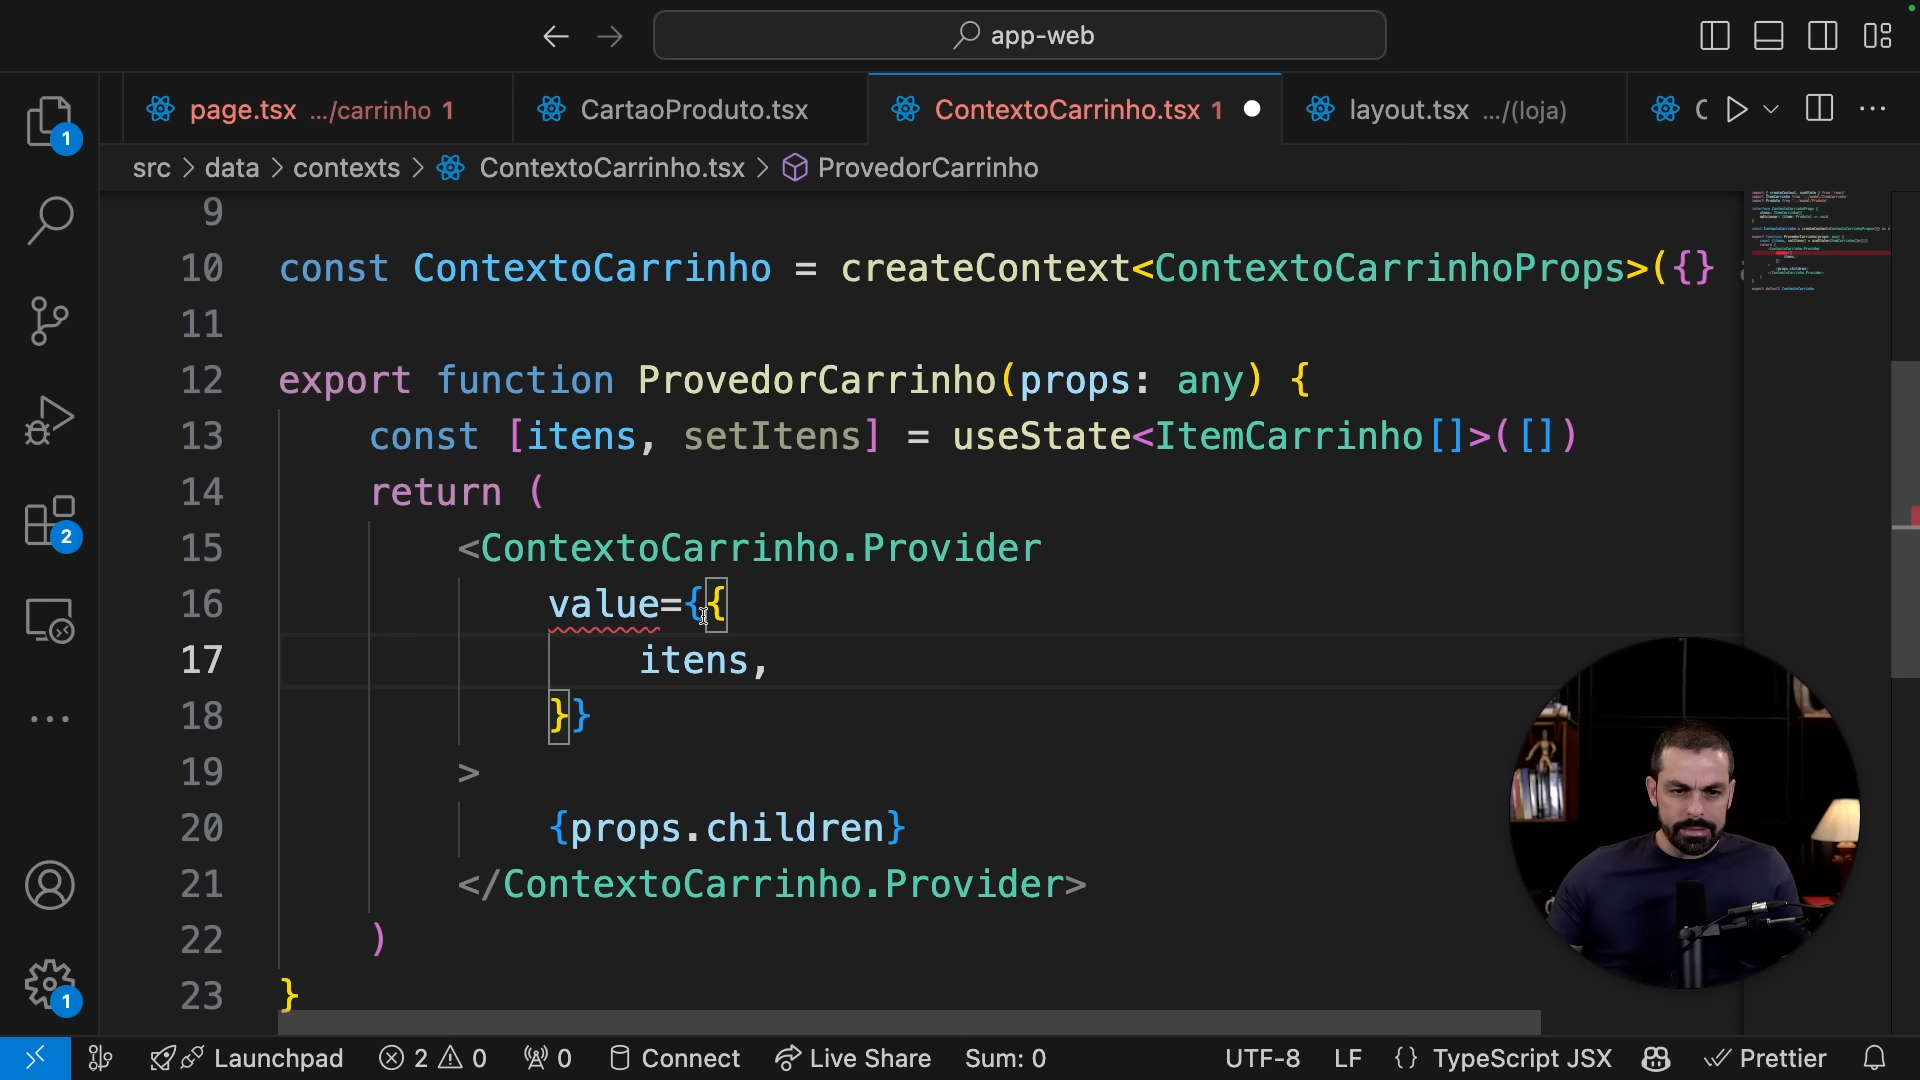 app-web
page.tsx .../carrinho 1
CartaoProduto.tsx
ContextoCarrinho.tsx 1
layout.tsx .../(loja)
src > data > contexts > ContextoCarrinho.tsx > ProvedorCarrinho
9
10 const ContextoCarrinho = createContext<ContextoCarrinhoProps>({}
11
12 export function ProvedorCarrinho(props: any) {
13 const [itens, setItens] = useState<ItemCarrinho[]>([])
14 return (
15 <ContextoCarrinho.Provider
16 value={{
17 itens,
18 }}
19 >
20 {props.children}
21 </ContextoCarrinho.Provider>
22 )
23 }
1
2
1
Launchpad 2 0 0 Connect Live Share Sum: 0 UTF-8 LF {} TypeScript JSX Prettier